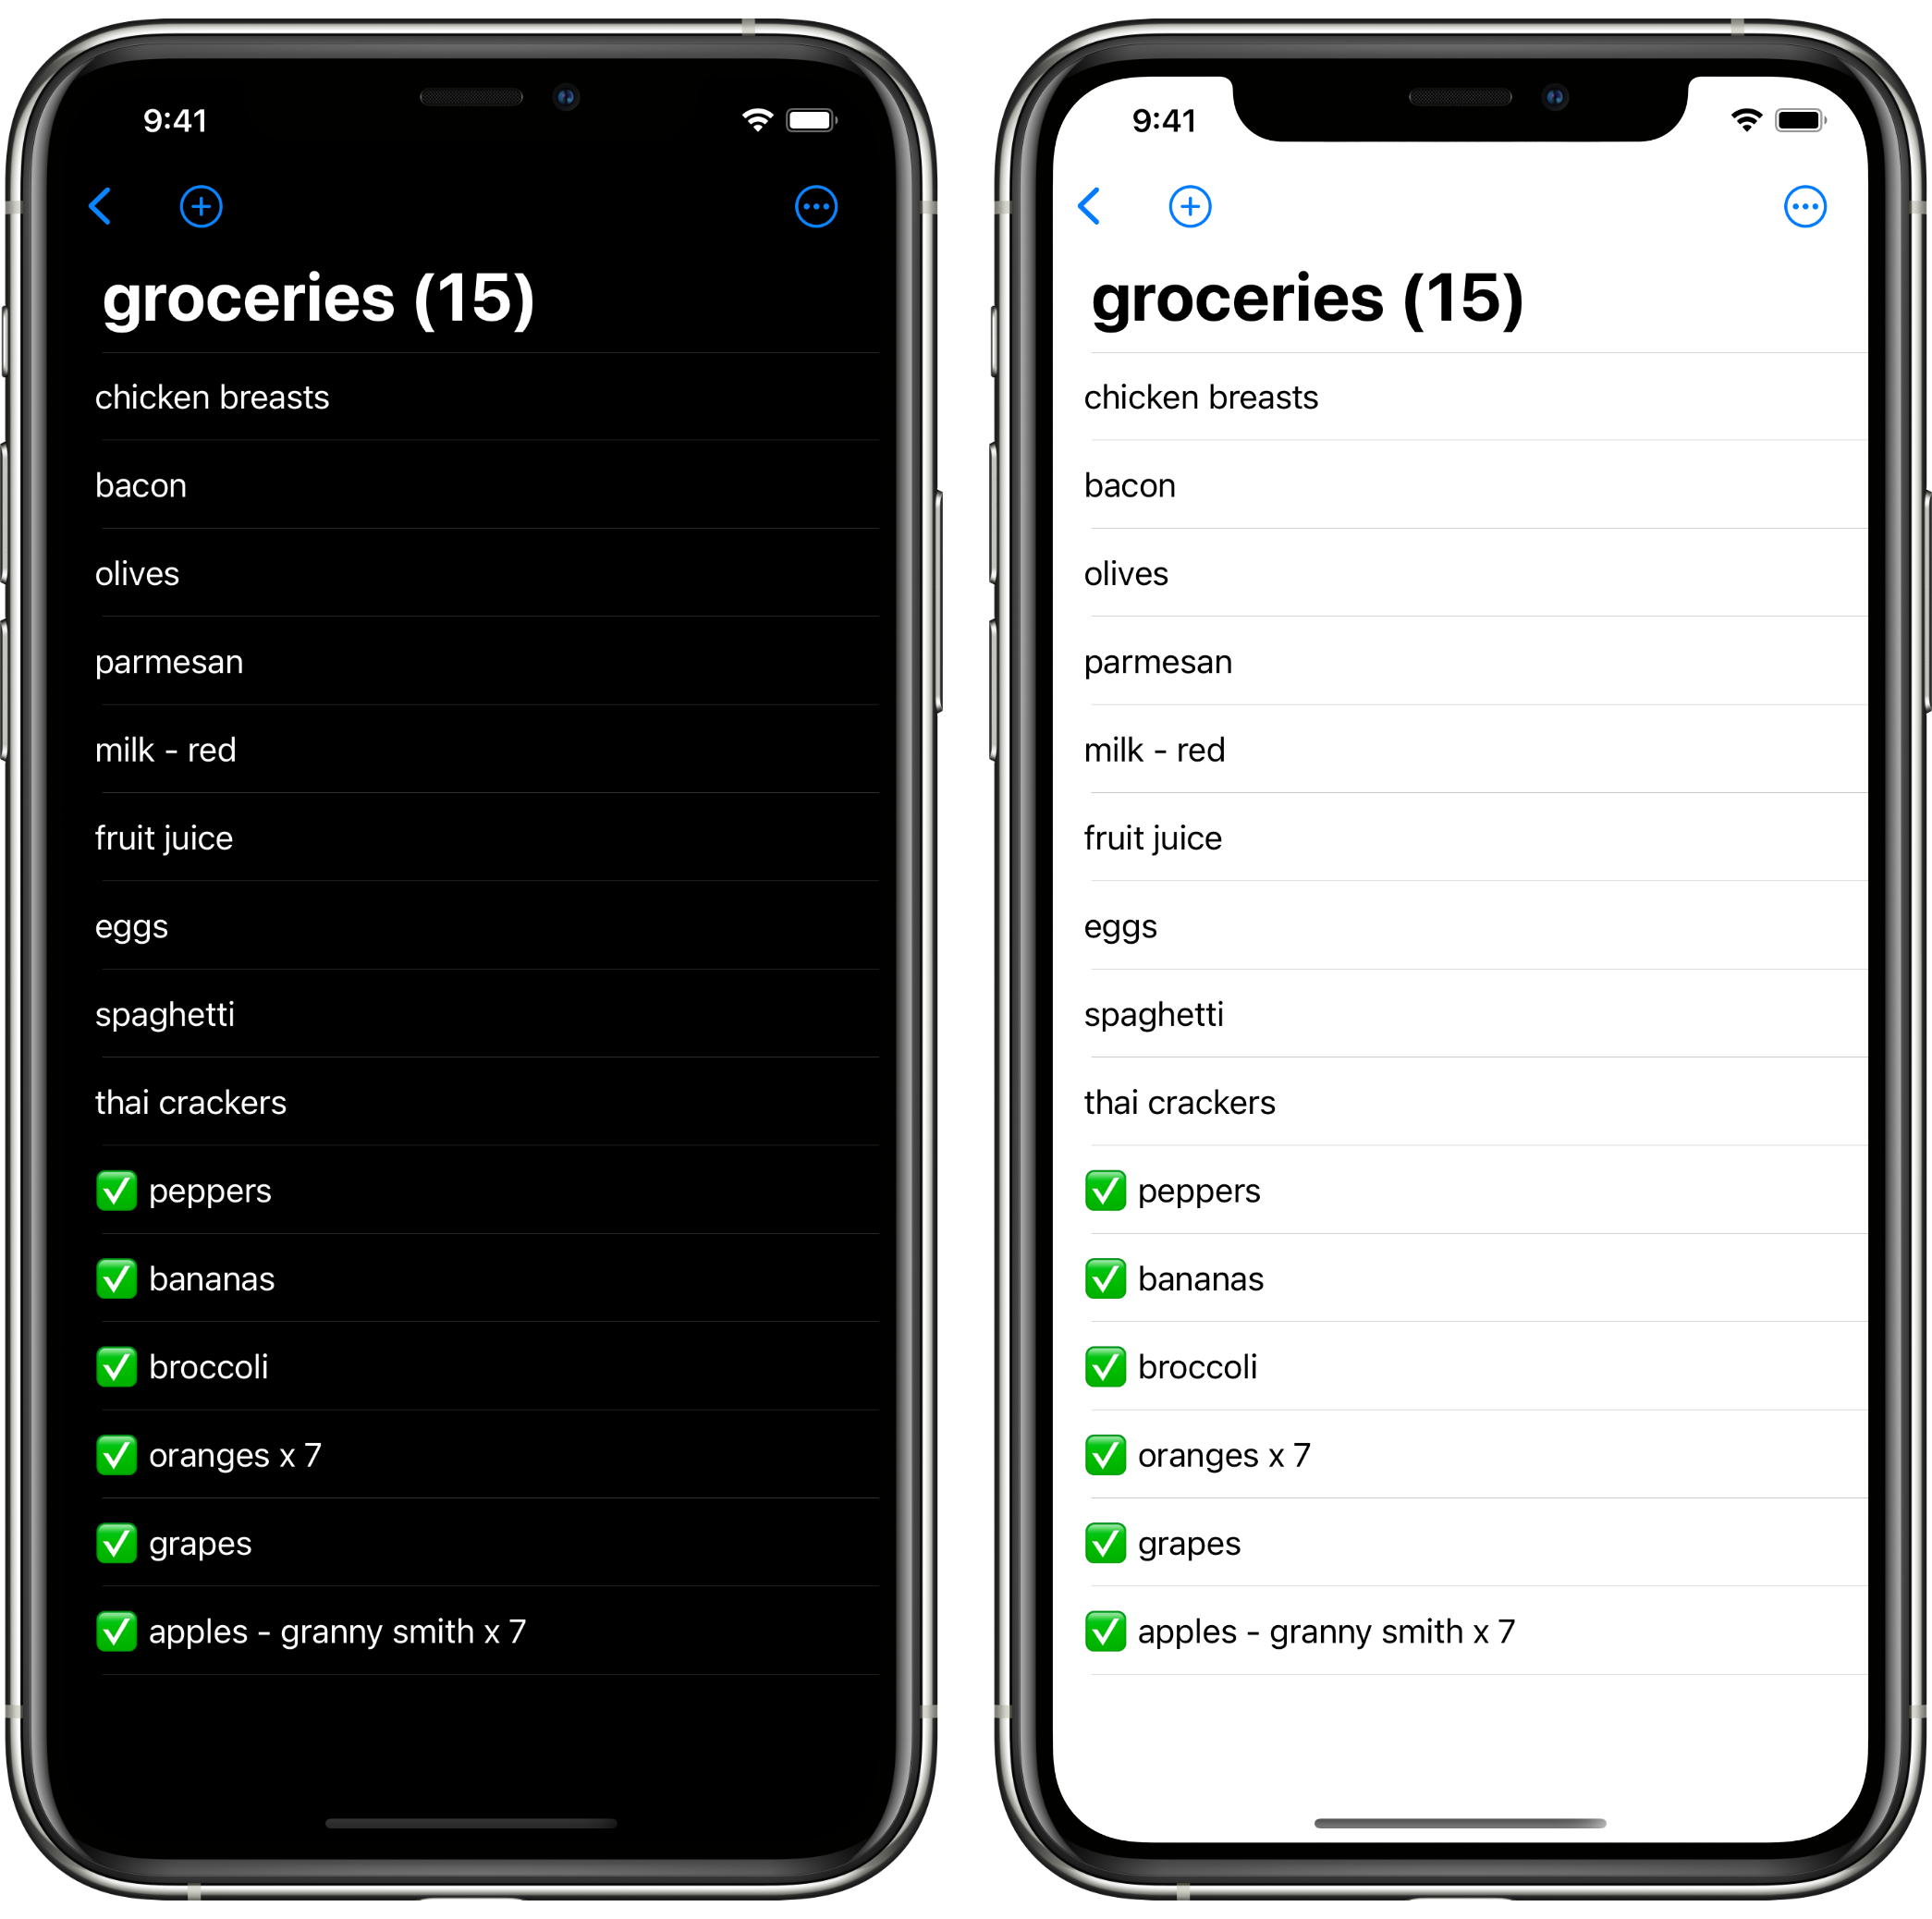 9:41
groceries (15)
chicken breasts
bacon
olives
parmesan
milk - red
fruit juice
eggs
spaghetti
thai crackers
✅ peppers
✅ bananas
✅ broccoli
✅ oranges x 7
✅ grapes
✅ apples - granny smith x 7
9:41
groceries (15)
chicken breasts
bacon
olives
parmesan
milk - red
fruit juice
eggs
spaghetti
thai crackers
✅ peppers
✅ bananas
✅ broccoli
✅ oranges x 7
✅ grapes
✅ apples - granny smith x 7